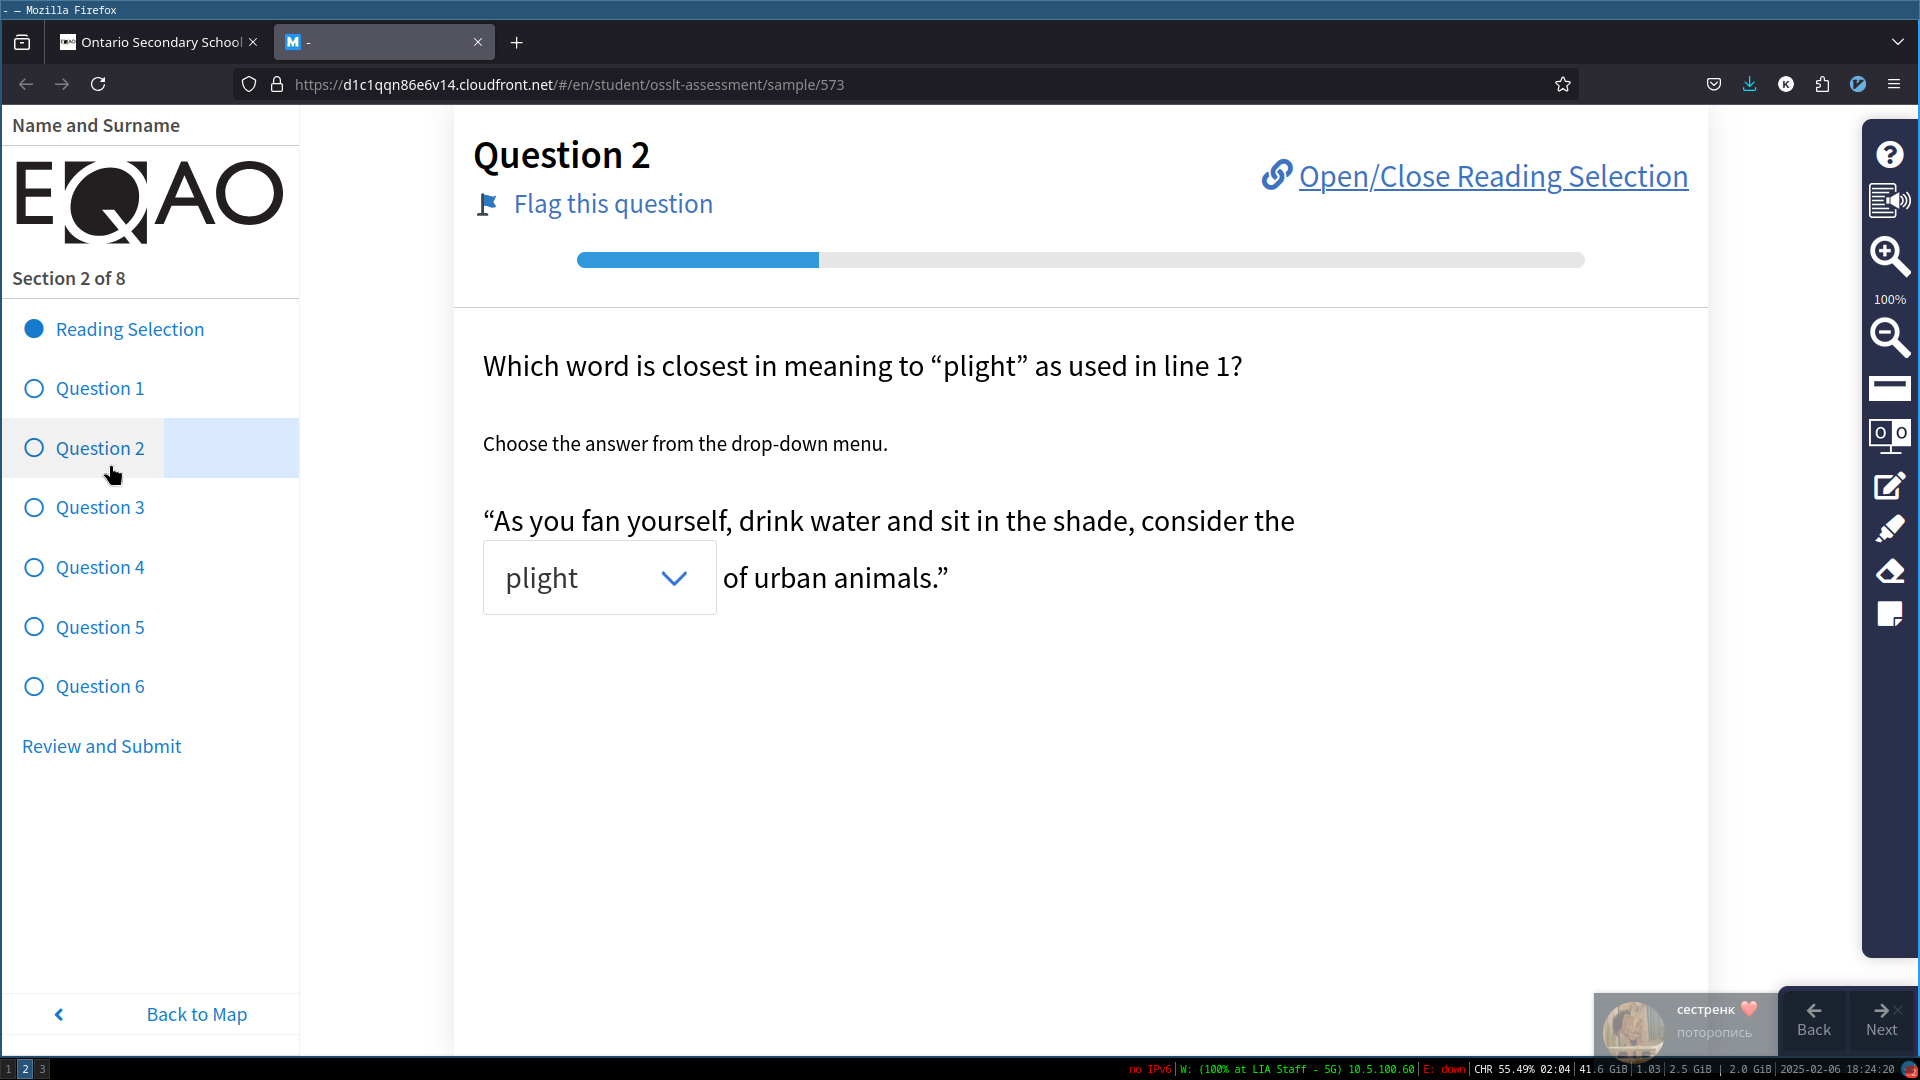 - — Mozilla Firefox
Ontario Secondary School
M -
https://d1c1qqn86e6v14.cloudfront.net/#/en/student/osslt-assessment/sample/573
Name and Surname
EQAO
Section 2 of 8
Reading Selection
Question 1
Question 2
Question 3
Question 4
Question 5
Question 6
Review and Submit
Back to Map
Question 2
Flag this question
Open/Close Reading Selection
Which word is closest in meaning to “plight” as used in line 1?
Choose the answer from the drop-down menu.
“As you fan yourself, drink water and sit in the shade, consider the
plight of urban animals.”
100%
сестренк ❤️
поторопись
Back
Next
1 2 3
no IPv6 | W: (100% at LIA Staff - 5G) 10.5.100.60 | E: down | CHR 55.49% 02:04 | 41.6 GiB | 1.03 | 2.5 GiB | 2.0 GiB | 2025-02-06 18:24:20